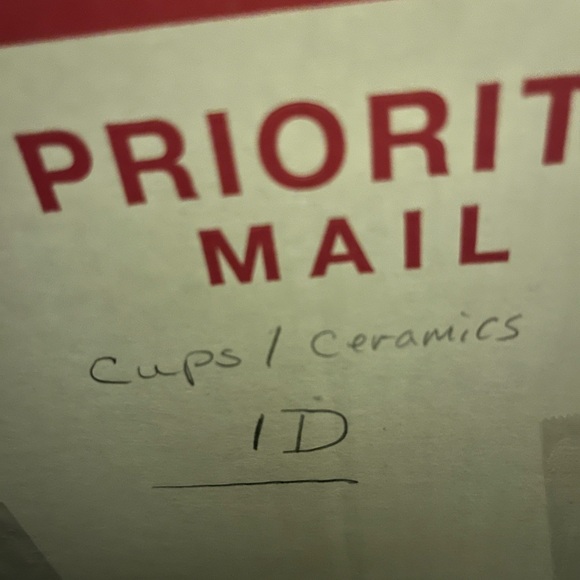 PRIORIT
MAIL
Cups / Ceramics
1D